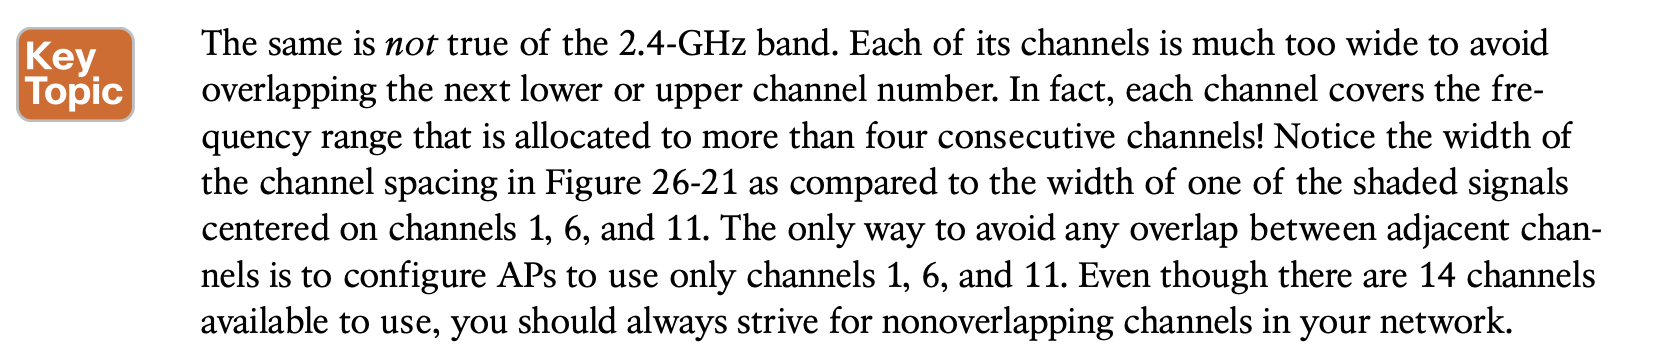 Key
Topic
The same is not true of the 2.4-GHz band. Each of its channels is much too wide to avoid
overlapping the next lower or upper channel number. In fact, each channel covers the fre-
quency range that is allocated to more than four consecutive channels! Notice the width of
the channel spacing in Figure 26-21 as compared to the width of one of the shaded signals
centered on channels 1, 6, and 11. The only way to avoid any overlap between adjacent chan-
nels is to configure APs to use only channels 1, 6, and 11. Even though there are 14 channels
available to use, you should always strive for nonoverlapping channels in your network.